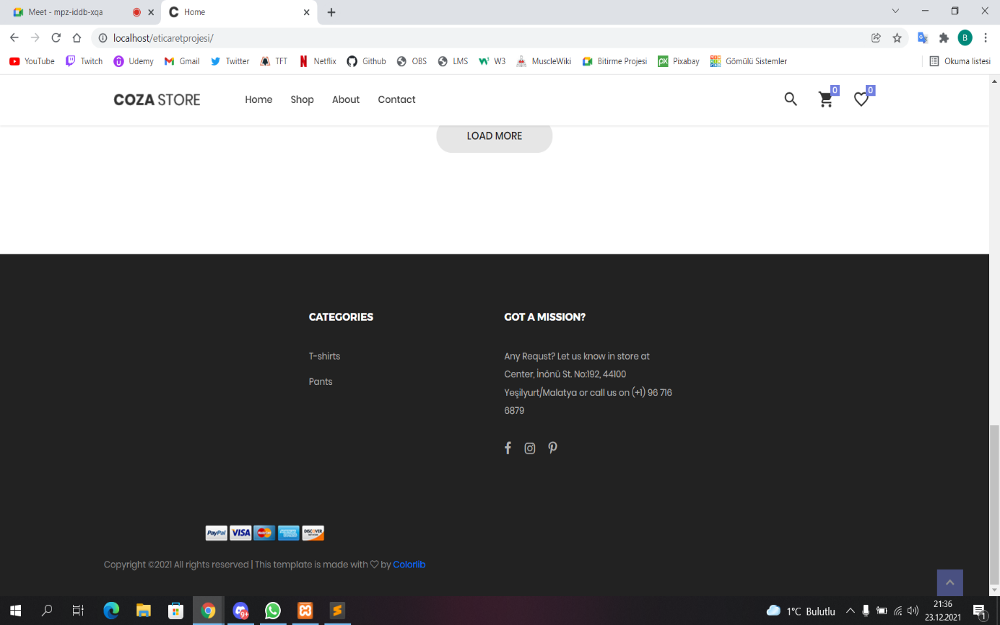 Meet - mpz-iddb-xqa
Home
localhost/eticaretprojesi/
B
YouTube
Twitch
Udemy
Gmail
Twitter
TFT
Netflix
Github
OBS
LMS
W3
MuscleWiki
Bitirme Projesi
Pixabay
Gömülü Sistemler
Okuma listesi
COZA STORE
Home
Shop
About
Contact
0
0
LOAD MORE
CATEGORIES
T-shirts
Pants
GOT A MISSION?
Any Requst? Let us know in store at
Center, İnönü St. No:192, 44100
Yeşilyurt/Malatya or call us on (+1) 96 716
6879
PayPal VISA MasterCard AMERICAN EXPRESS DISCOVER
Copyright ©2021 All rights reserved | This template is made with ♡ by Colorlib
9+
1°C Bulutlu
21:36
23.12.2021
1